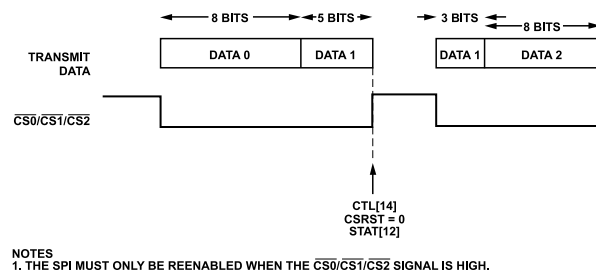 8 BITS 5 BITS 3 BITS
8 BITS
TRANSMIT DATA 0 DATA 1 DATA 1 DATA 2
DATA
CS0/CS1/CS2
CTL[14]
CSRST = 0
STAT[12]
NOTES
1. THE SPI MUST ONLY BE REENABLED WHEN THE CS0/CS1/CS2 SIGNAL IS HIGH.